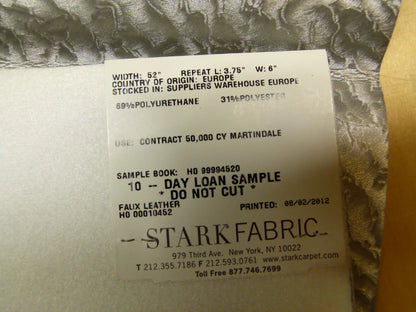 WIDTH: 52" REPEAT L: 3.75" W: 6"
COUNTRY OF ORIGIN: EUROPE
STOCKED IN: SUPPLIERS WAREHOUSE EUROPE
69%POLYURETHANE 31%POLYESTER
USE: CONTRACT 50,000 CY MARTINDALE
SAMPLE BOOK: HO 99994520
10 -- DAY LOAN SAMPLE
* DO NOT CUT *
FAUX LEATHER PRINTED: 08/02/2012
HO 00010452
STARK FABRIC
979 Third Ave. New York, NY 10022
T 212.355.7186 F 212.593.0761 www.starkcarpet.com
Toll Free 877.746.7699